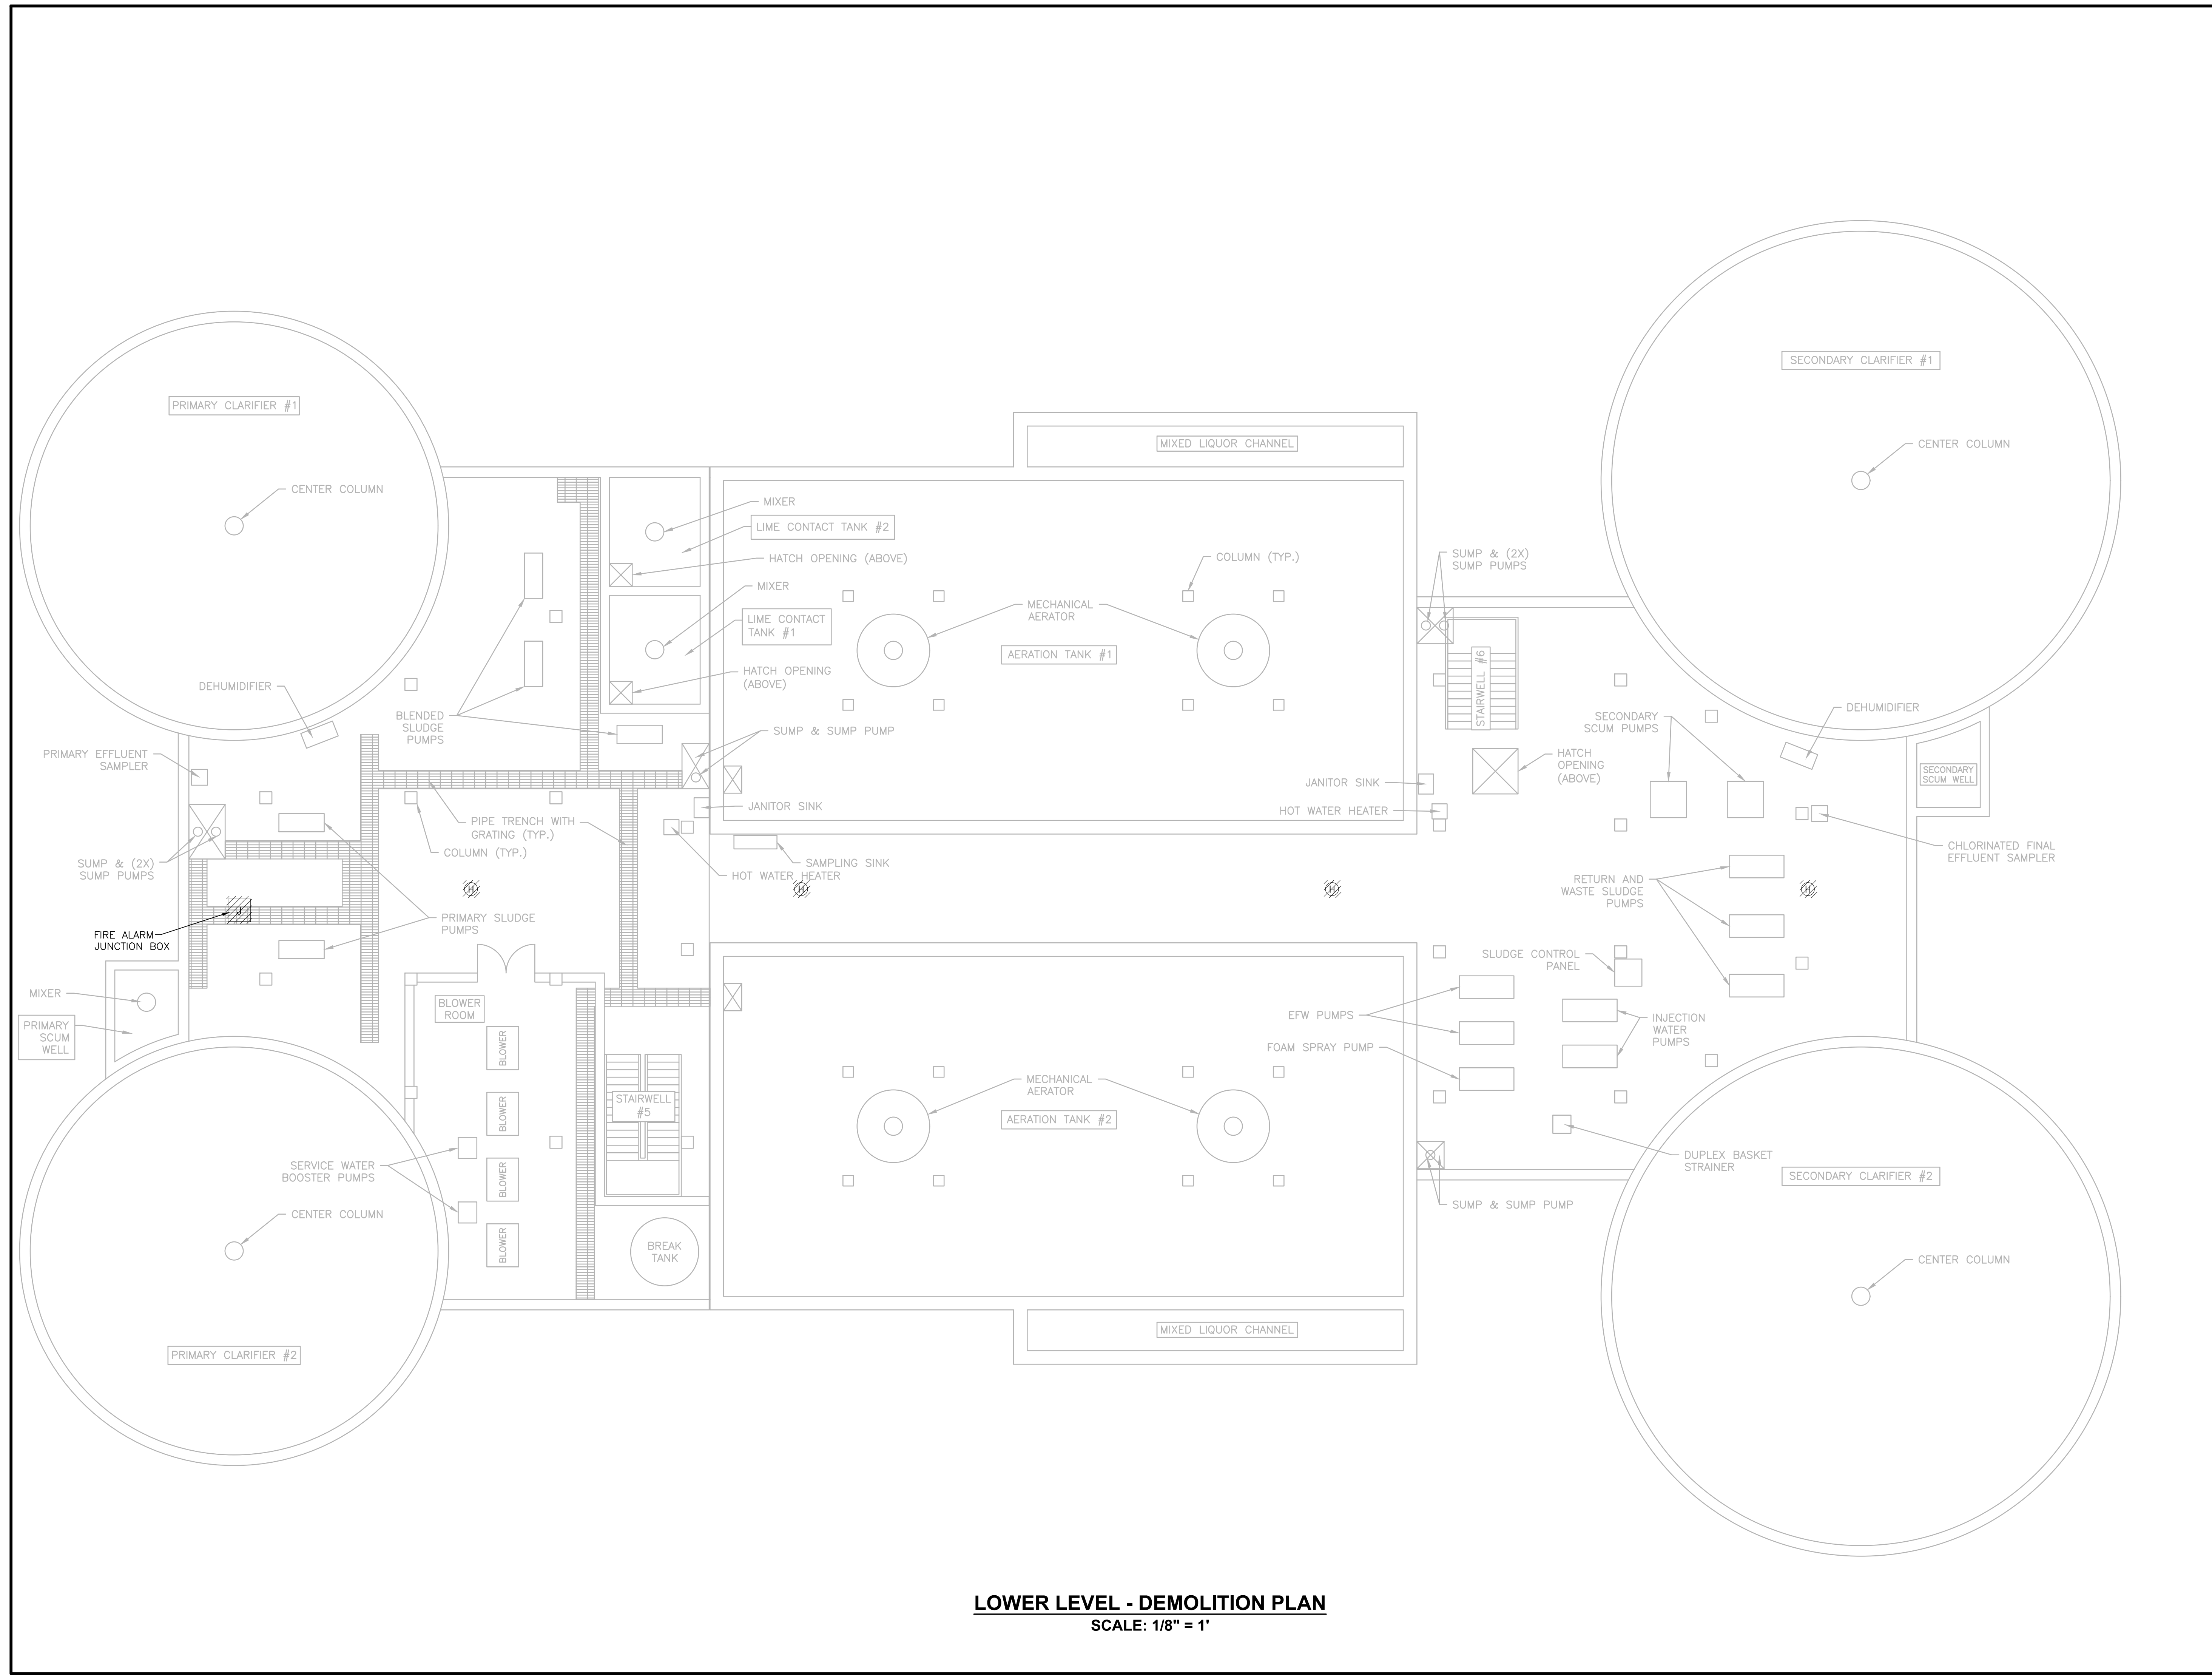 SECONDARY CLARIFIER #1
PRIMARY CLARIFIER #1
MIXED LIQUOR CHANNEL
CENTER COLUMN
CENTER COLUMN
MIXER
LIME CONTACT TANK #2
HATCH OPENING (ABOVE)
COLUMN (TYP.)
SUMP & (2X)
SUMP PUMPS
MIXER
LIME CONTACT
TANK #1
MECHANICAL
AERATOR
AERATION TANK #1
STAIRWELL #6
HATCH OPENING
(ABOVE)
DEHUMIDIFIER
BLENDED
SLUDGE
PUMPS
SECONDARY
SCUM PUMPS
DEHUMIDIFIER
SUMP & SUMP PUMP
PRIMARY EFFLUENT
SAMPLER
HATCH
OPENING
(ABOVE)
SECONDARY
SCUM WELL
JANITOR SINK
JANITOR SINK
HOT WATER HEATER
PIPE TRENCH WITH
GRATING (TYP.)
COLUMN (TYP.)
SUMP & (2X)
SUMP PUMPS
SAMPLING SINK
HOT WATER HEATER
CHLORINATED FINAL
EFFLUENT SAMPLER
RETURN AND
WASTE SLUDGE
PUMPS
H
H
H
H
J
FIRE ALARM
JUNCTION BOX
PRIMARY SLUDGE
PUMPS
SLUDGE CONTROL
PANEL
MIXER
PRIMARY
SCUM
WELL
BLOWER
ROOM
EFW PUMPS
INJECTION
WATER
PUMPS
BLOWER
FOAM SPRAY PUMP
MECHANICAL
AERATOR
AERATION TANK #2
STAIRWELL
#5
BLOWER
SERVICE WATER
BOOSTER PUMPS
BLOWER
DUPLEX BASKET
STRAINER
SECONDARY CLARIFIER #2
SUMP & SUMP PUMP
CENTER COLUMN
BLOWER
BREAK
TANK
CENTER COLUMN
MIXED LIQUOR CHANNEL
PRIMARY CLARIFIER #2
LOWER LEVEL - DEMOLITION PLAN
SCALE: 1/8" = 1'